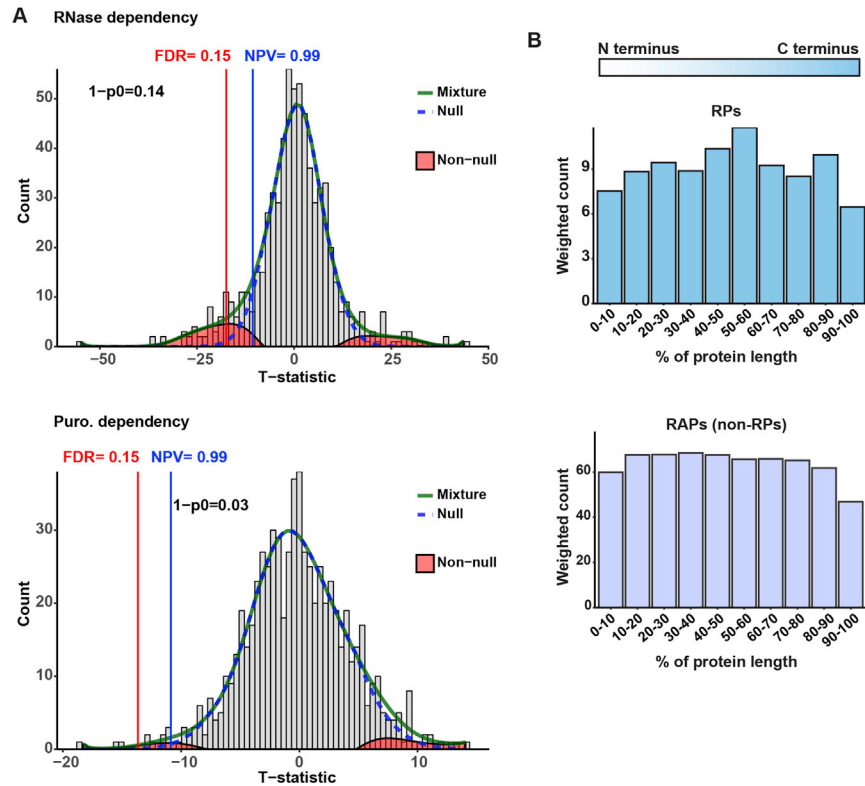 A
RNase dependency
FDR= 0.15 NPV= 0.99
1−p0=0.14
Mixture
Null
Non−null
Count
50
40
30
20
10
0
−50 −25 0 25 50
T−statistic
Puro. dependency
FDR= 0.15 NPV= 0.99
1−p0=0.03
Mixture
Null
Non−null
Count
30
20
10
0
−20 −10 0 10
T−statistic
B
N terminus C terminus
RPs
Weighted count
9
6
3
0
0-10 10-20 20-30 30-40 40-50 50-60 60-70 70-80 80-90 90-100
% of protein length
RAPs (non-RPs)
Weighted count
60
40
20
0
0-10 10-20 20-30 30-40 40-50 50-60 60-70 70-80 80-90 90-100
% of protein length